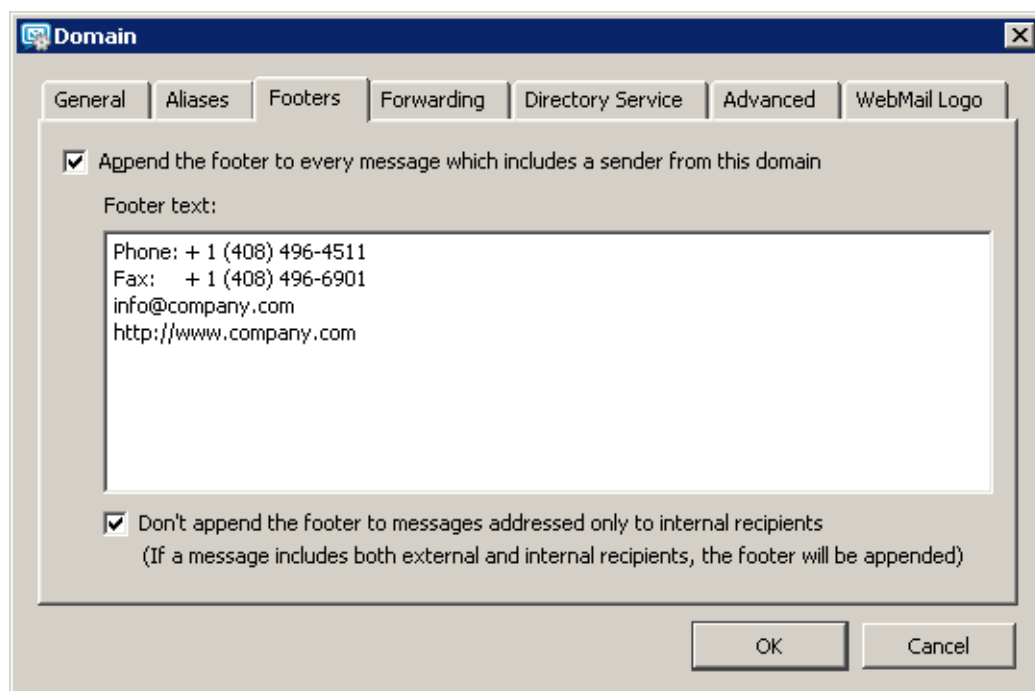 Domain
General Aliases Footers Forwarding Directory Service Advanced WebMail Logo
Append the footer to every message which includes a sender from this domain
Footer text:
Phone: + 1 (408) 496-4511
Fax: + 1 (408) 496-6901
info@company.com
http://www.company.com
Don't append the footer to messages addressed only to internal recipients
(If a message includes both external and internal recipients, the footer will be appended)
OK Cancel